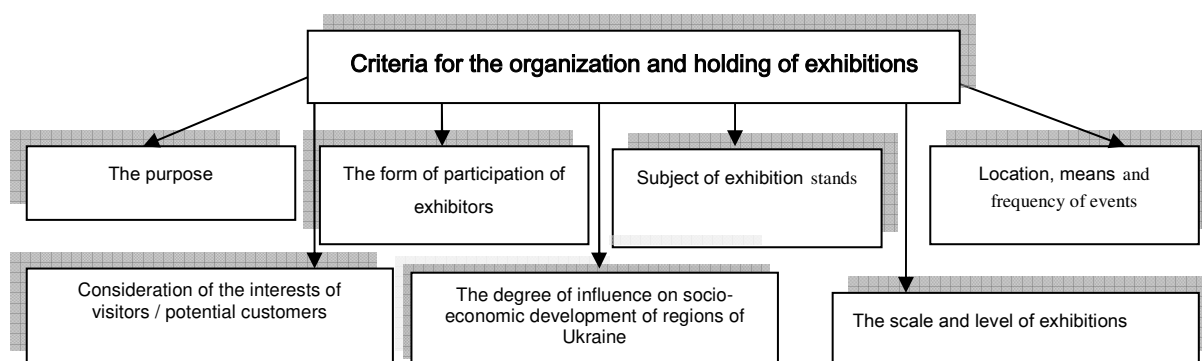 Criteria for the organization and holding of exhibitions
The purpose
The form of participation of
exhibitors
Subject of exhibition stands
Location, means and
frequency of events
Consideration of the interests of
visitors / potential customers
The degree of influence on socio-
economic development of regions of
Ukraine
The scale and level of exhibitions